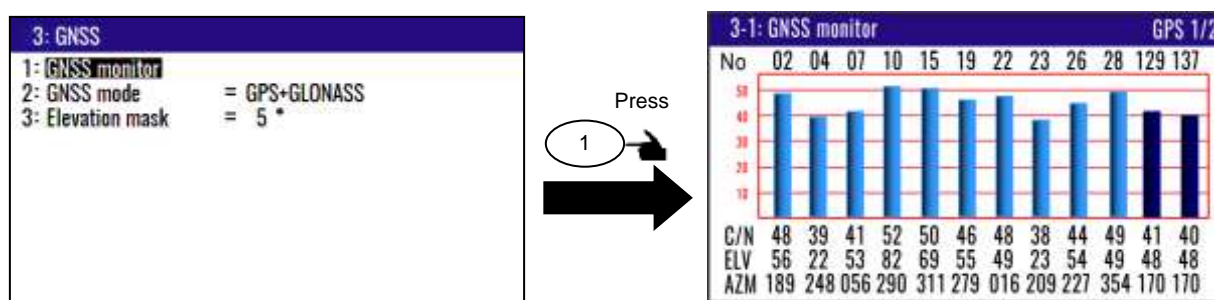 3: GNSS
1: GNSS monitor
2: GNSS mode = GPS+GLONASS
3: Elevation mask = 5 °
Press
1
3-1: GNSS monitor GPS 1/2
No 02 04 07 10 15 19 22 23 26 28 129 137
50
40
30
20
10
C/N 48 39 41 52 50 46 48 38 44 49 41 40
ELV 56 22 53 82 69 55 49 23 54 49 48 48
AZM 189 248 056 290 311 279 016 209 227 354 170 170